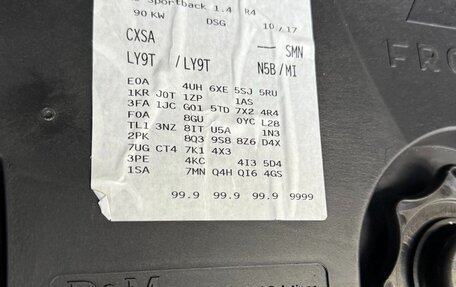 Sportback 1.4 R4
90 KW DSG 10/17
CXSA — SMN
LY9T /LY9T N5B/MI
E0A 4UH 6XE 5SJ 5RU
1KR J0T 1ZP 1AS
3FA 1JC G01 5TD 7X2 4R4
F0A 8GU 0YC L28
TL1 3NZ 8IT U5A 1N3
2PK 8Q3 9S8 8Z6 D4X
7UG CT4 7K1 4X3
3PE 4KC 4I3 5D4
1SA 7MN Q4H QI6 4GS
99.9 99.9 99.9 9999